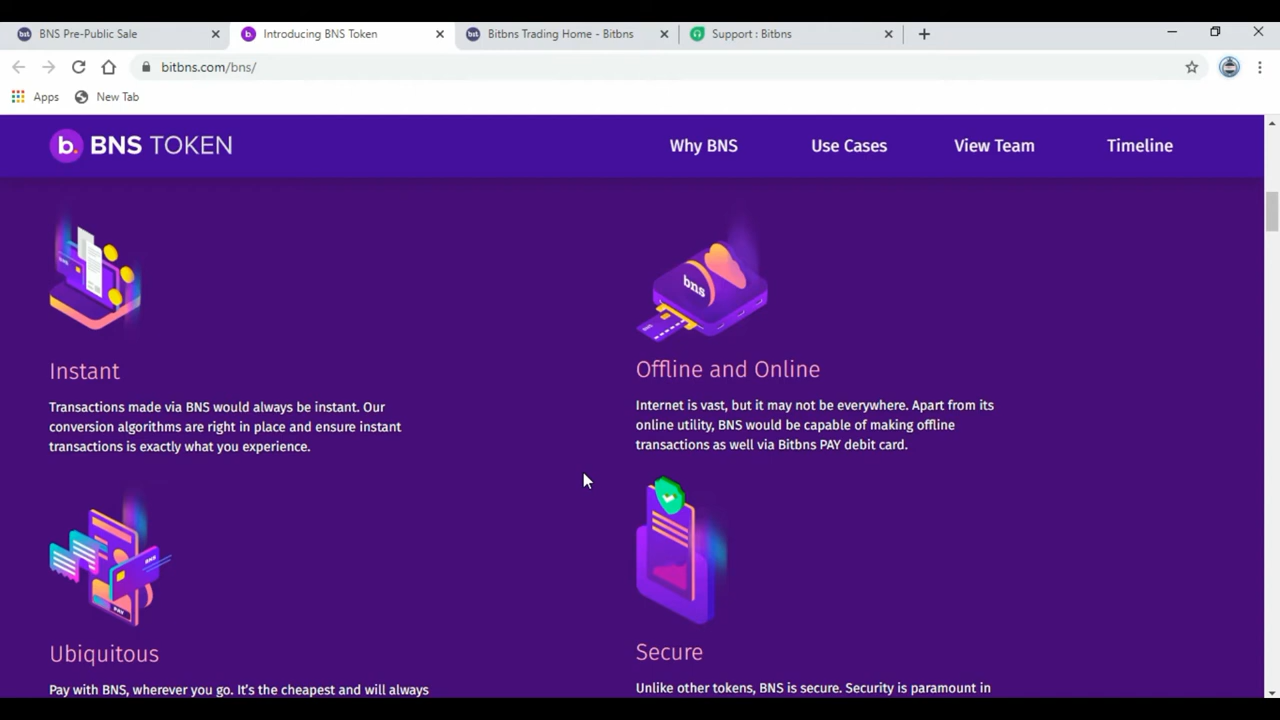 BNS Pre-Public Sale
Introducing BNS Token
Bitbns Trading Home - Bitbns
Support : Bitbns
bitbns.com/bns/
Apps
New Tab
b. BNS TOKEN
Why BNS
Use Cases
View Team
Timeline
bns
BNS
Instant
Transactions made via BNS would always be instant. Our
conversion algorithms are right in place and ensure instant
transactions is exactly what you experience.
Offline and Online
Internet is vast, but it may not be everywhere. Apart from its
online utility, BNS would be capable of making offline
transactions as well via Bitbns PAY debit card.
BNS
PAY
Ubiquitous
Pay with BNS, wherever you go. It's the cheapest and will always
Secure
Unlike other tokens, BNS is secure. Security is paramount in